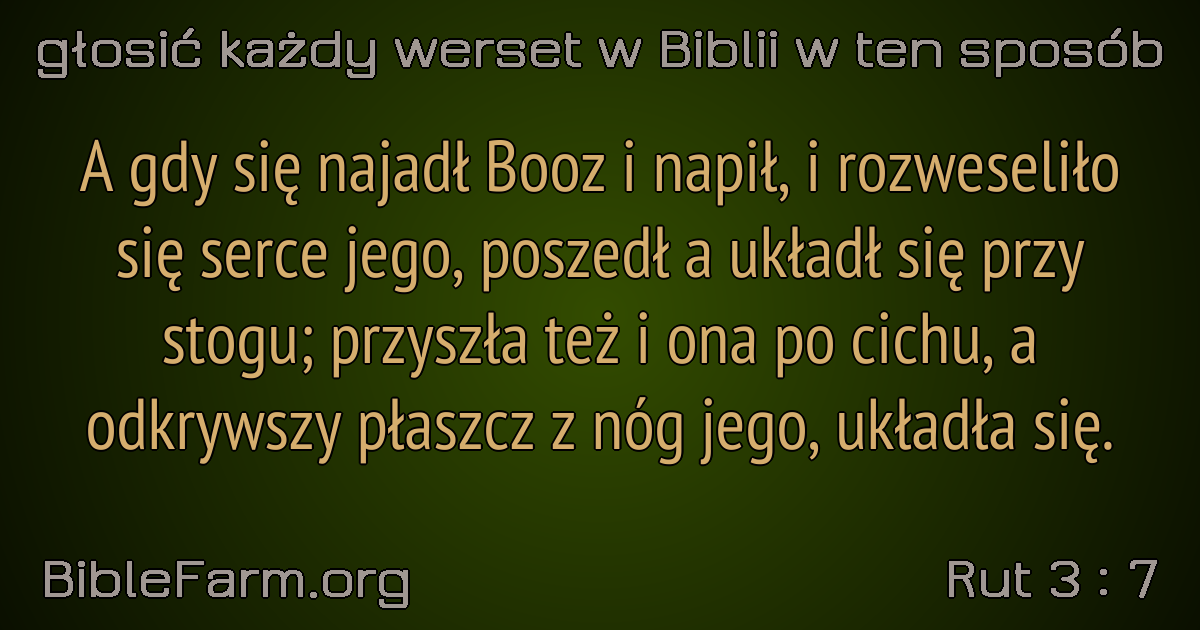 głosić każdy werset w Biblii w ten sposób
A gdy się najadł Booz i napił, i rozweseliło
się serce jego, poszedł a układł się przy
stogu; przyszła też i ona po cichu, a
odkrywszy płaszcz z nóg jego, układła się.
BibleFarm.org
Rut 3 : 7